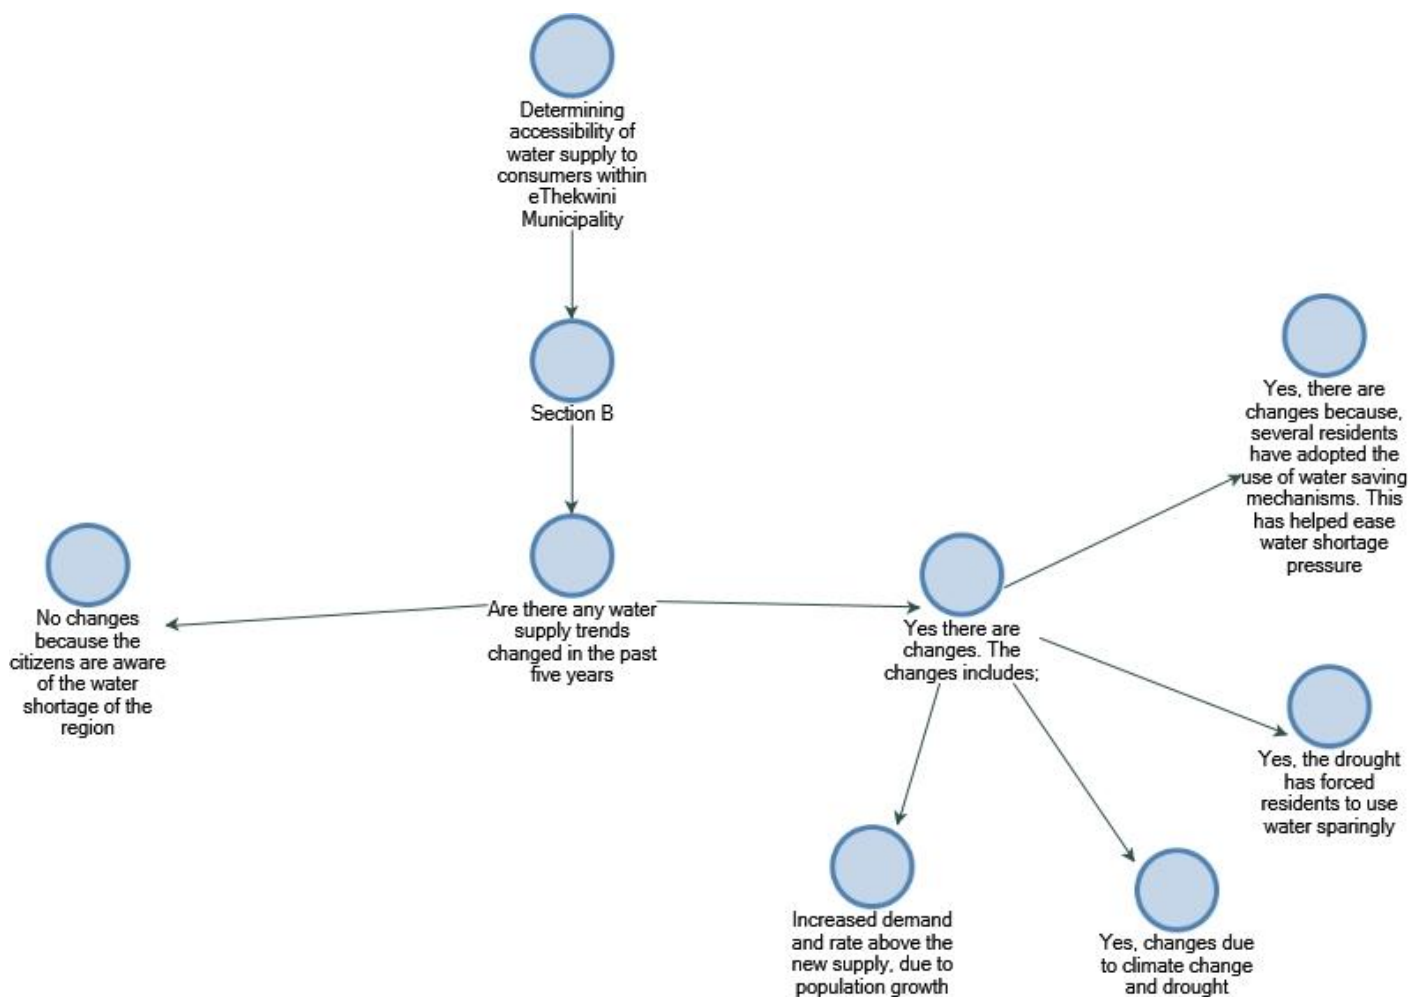 Determining
accessibility of
water supply to
consumers within
eThekwini
Municipality
Section B
Are there any water
supply trends
changed in the past
five years
No changes
because the
citizens are aware
of the water
shortage of the
region
Yes there are
changes. The
changes includes;
Yes, there are
changes because,
several residents
have adopted the
use of water saving
mechanisms. This
has helped ease
water shortage
pressure
Yes, the drought
has forced
residents to use
water sparingly
Increased demand
and rate above the
new supply, due to
population growth
Yes, changes due
to climate change
and drought